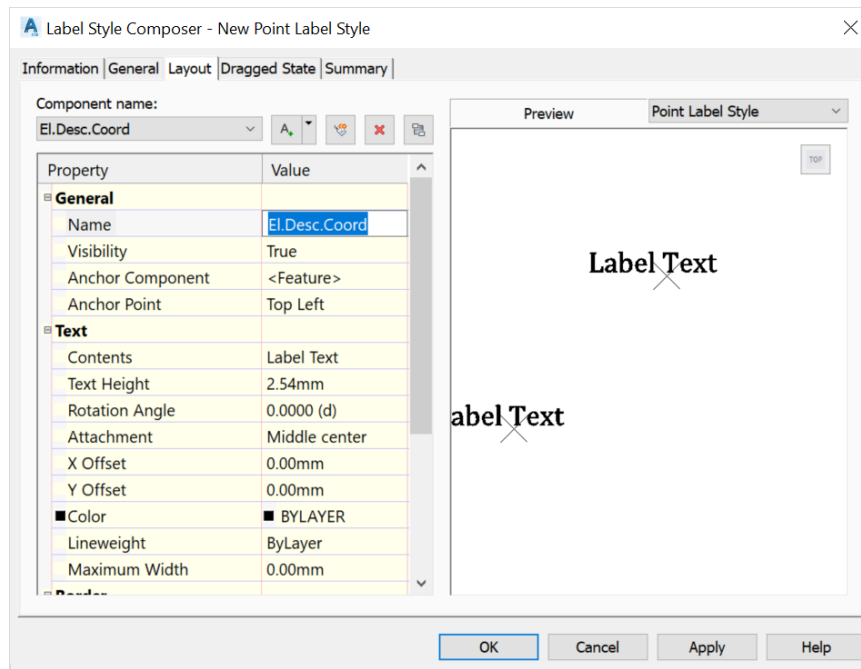 Label Style Composer - New Point Label Style
Information General Layout Dragged State Summary
Component name:
El.Desc.Coord
Preview
Point Label Style
TOP
Property Value
General
Name El.Desc.Coord
Visibility True
Anchor Component <Feature>
Anchor Point Top Left
Text
Contents Label Text
Text Height 2.54mm
Rotation Angle 0.0000 (d)
Attachment Middle center
X Offset 0.00mm
Y Offset 0.00mm
Color BYLAYER
Lineweight ByLayer
Maximum Width 0.00mm
Border
Label Text
abel Text
OK Cancel Apply Help